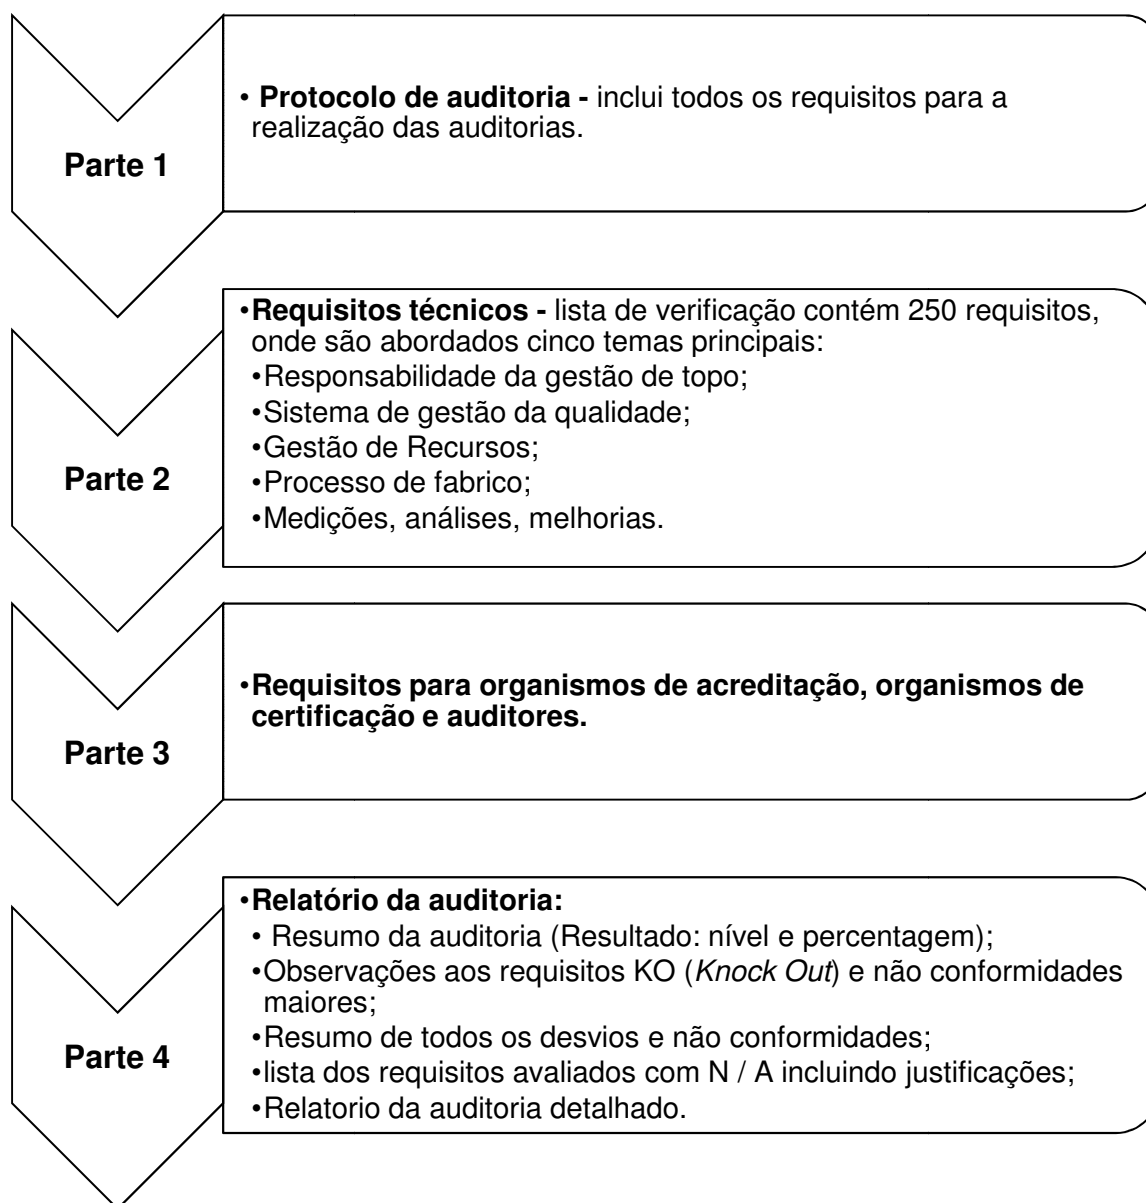 Parte 1
• Protocolo de auditoria - inclui todos os requisitos para a
realização das auditorias.
Parte 2
•Requisitos técnicos - lista de verificação contém 250 requisitos,
onde são abordados cinco temas principais:
•Responsabilidade da gestão de topo;
•Sistema de gestão da qualidade;
•Gestão de Recursos;
•Processo de fabrico;
•Medições, análises, melhorias.
Parte 3
•Requisitos para organismos de acreditação, organismos de
certificação e auditores.
Parte 4
•Relatório da auditoria:
• Resumo da auditoria (Resultado: nível e percentagem);
•Observações aos requisitos KO (Knock Out) e não conformidades
maiores;
•Resumo de todos os desvios e não conformidades;
•lista dos requisitos avaliados com N / A incluindo justificações;
•Relatorio da auditoria detalhado.